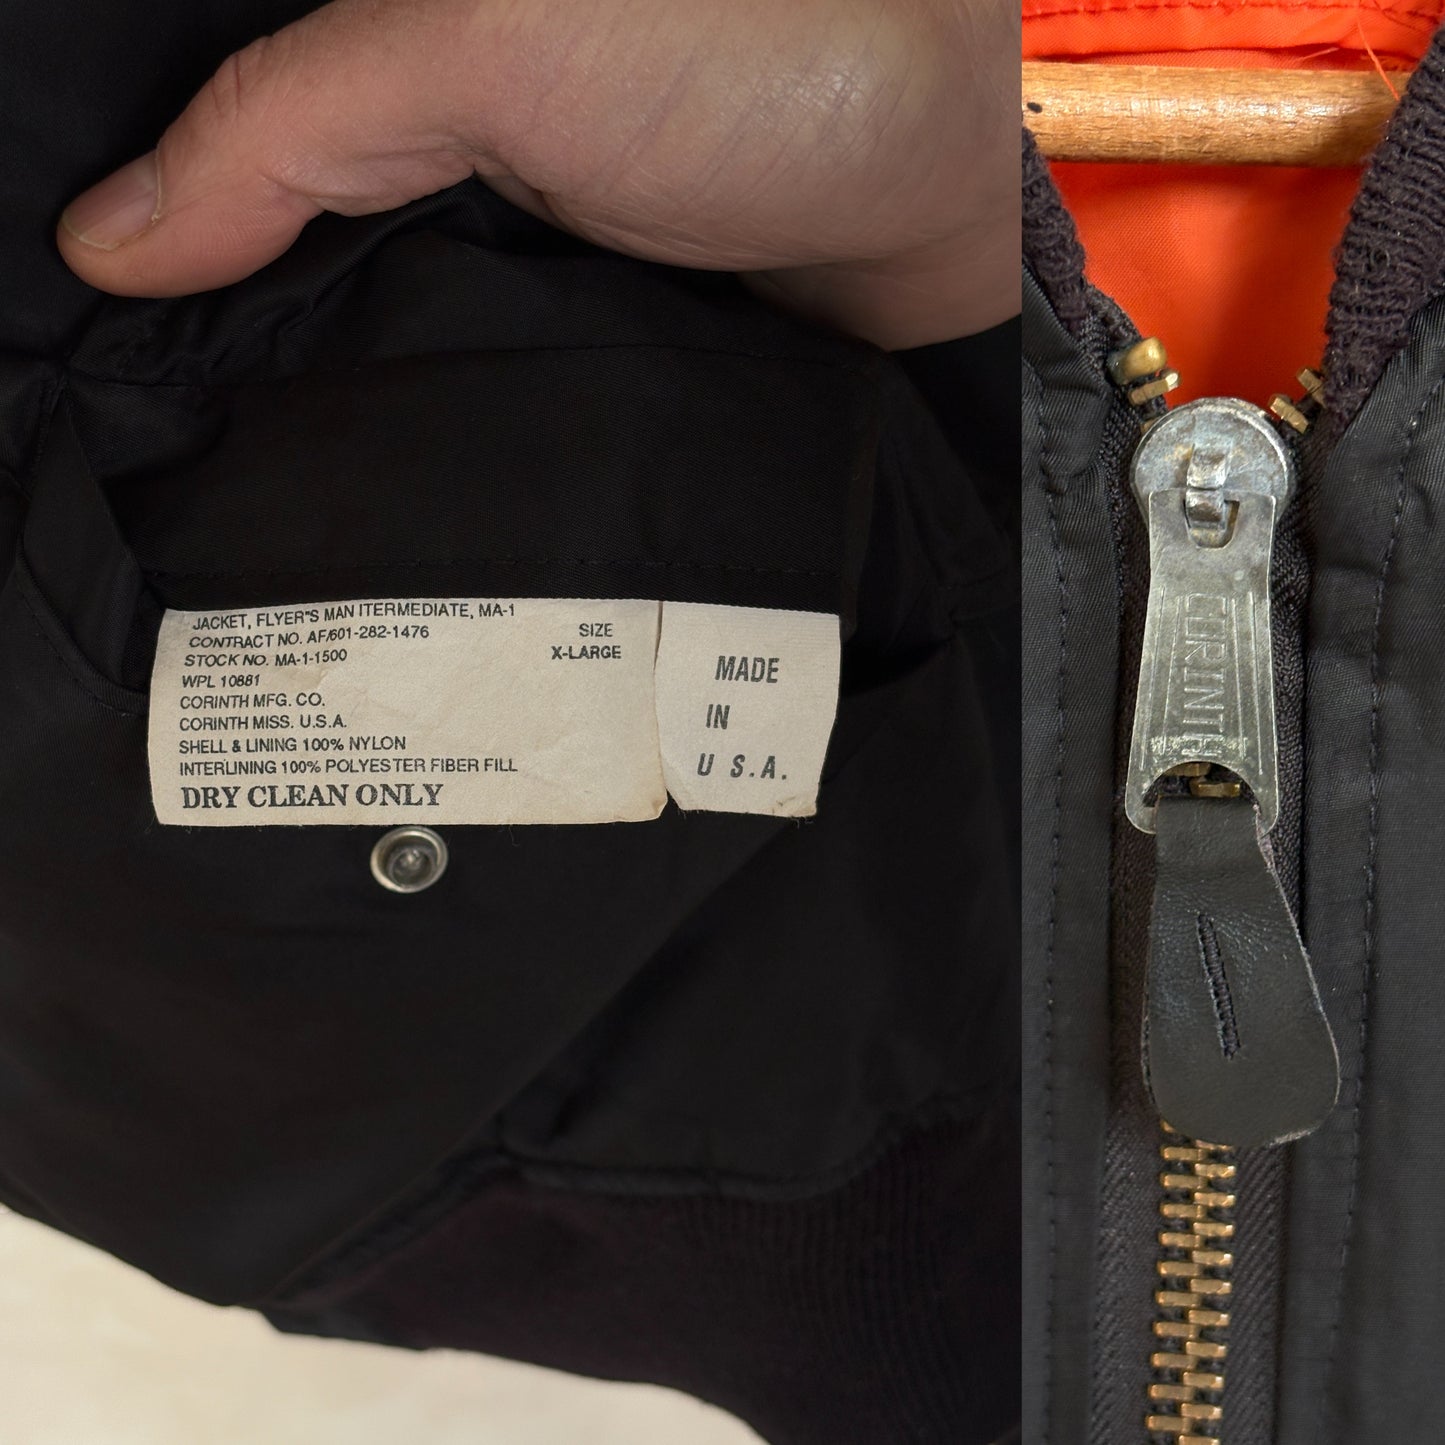 JACKET, FLYER"S MAN ITERMEDIATE, MA-1
CONTRACT NO. AF/601-282-1476
STOCK NO. MA-1-1500
WPL 10881
CORINTH MFG. CO.
CORINTH MISS. U.S.A.
SHELL & LINING 100% NYLON
INTERLINING 100% POLYESTER FIBER FILL
DRY CLEAN ONLY
SIZE
X-LARGE
MADE
IN
U S.A.
CORINTH